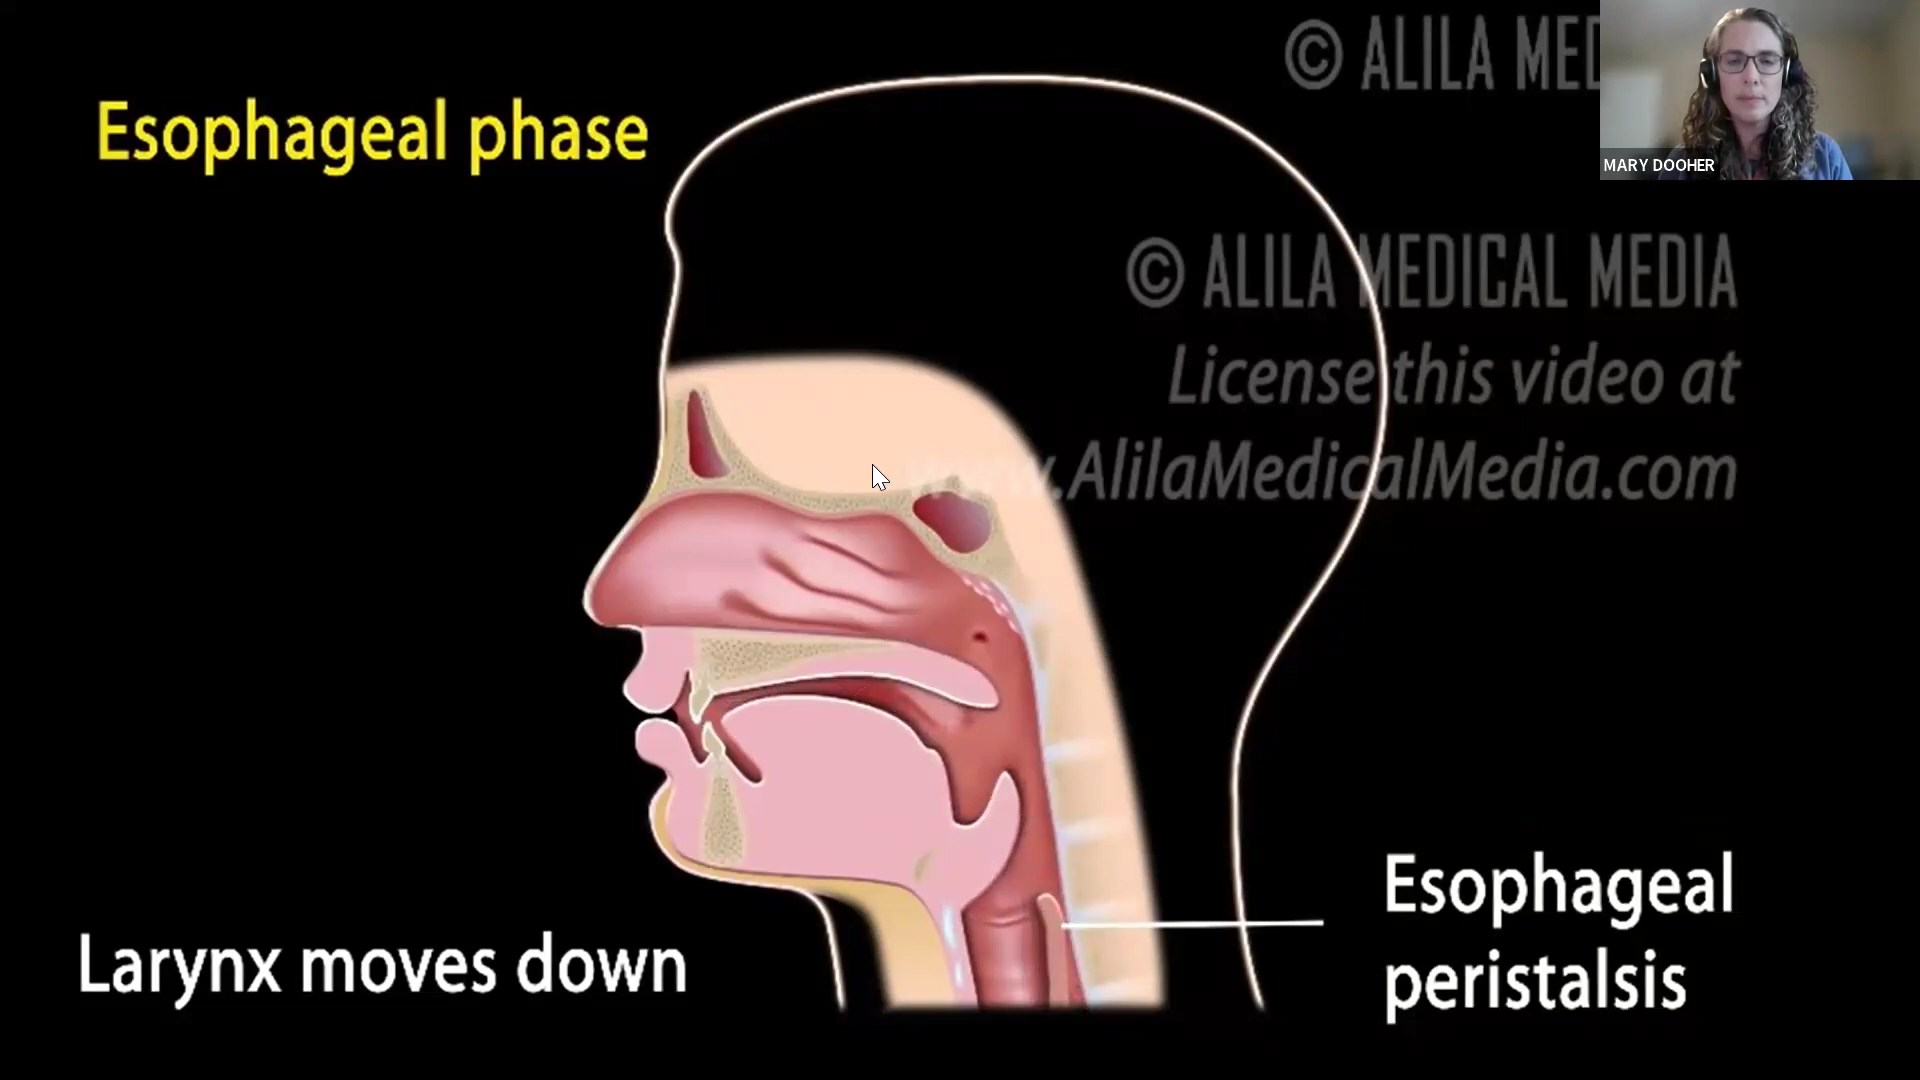 © ALILA MED
MARY DOOHER
Esophageal phase
© ALILA MEDICAL MEDIA
License this video at
www.AlilaMedicalMedia.com
Esophageal
peristalsis
Larynx moves down